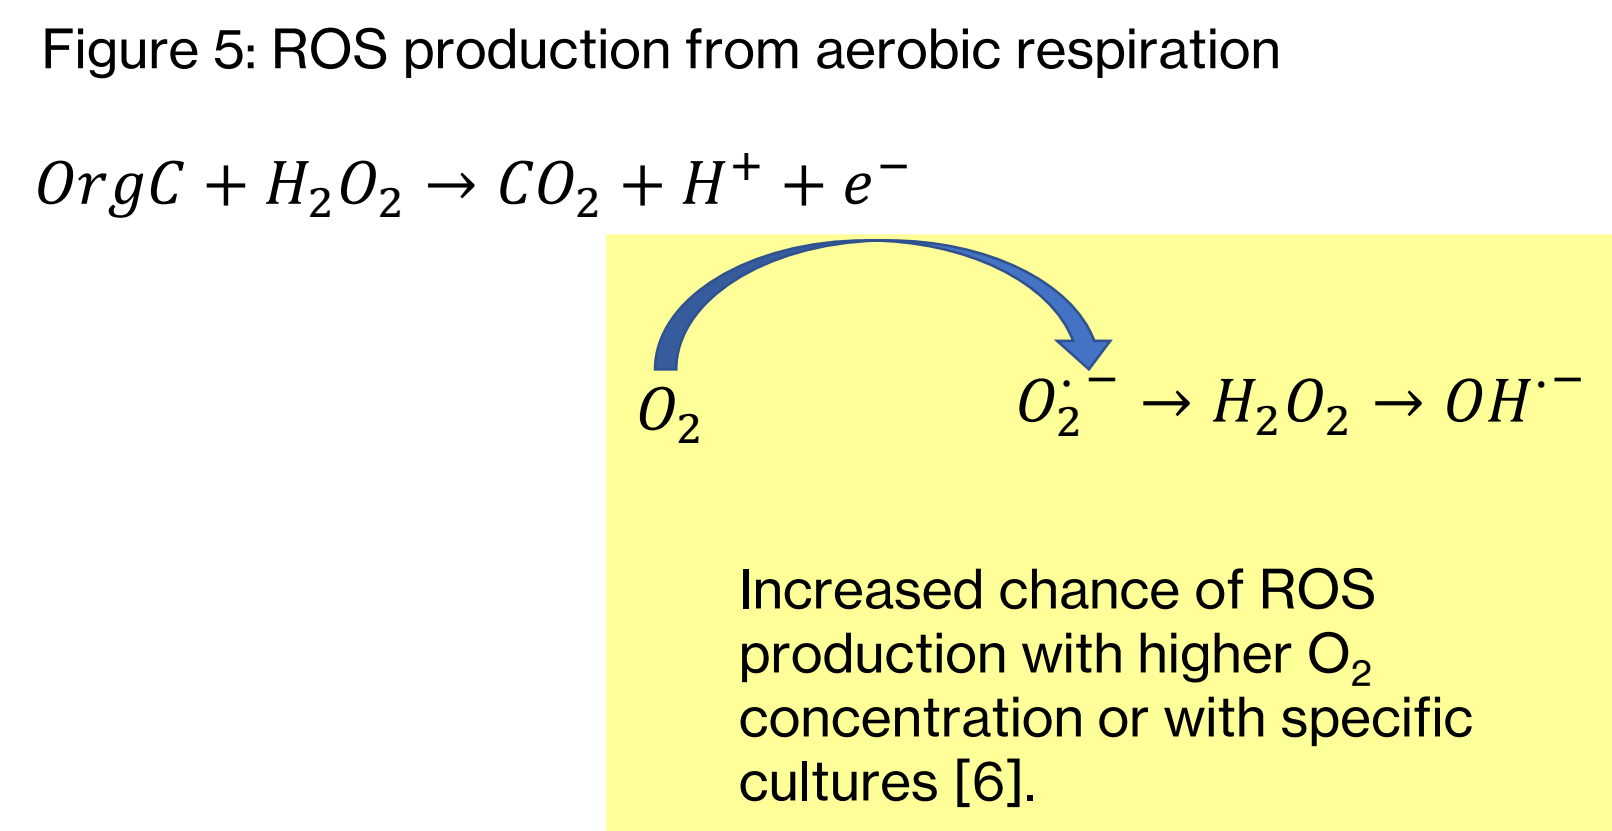 Figure 5: ROS production from aerobic respiration
OrgC + H₂O₂ → CO₂ + H⁺ + e⁻
O₂ O₂˙⁻ → H₂O₂ → OH˙⁻
Increased chance of ROS
production with higher O₂
concentration or with specific
cultures [6].